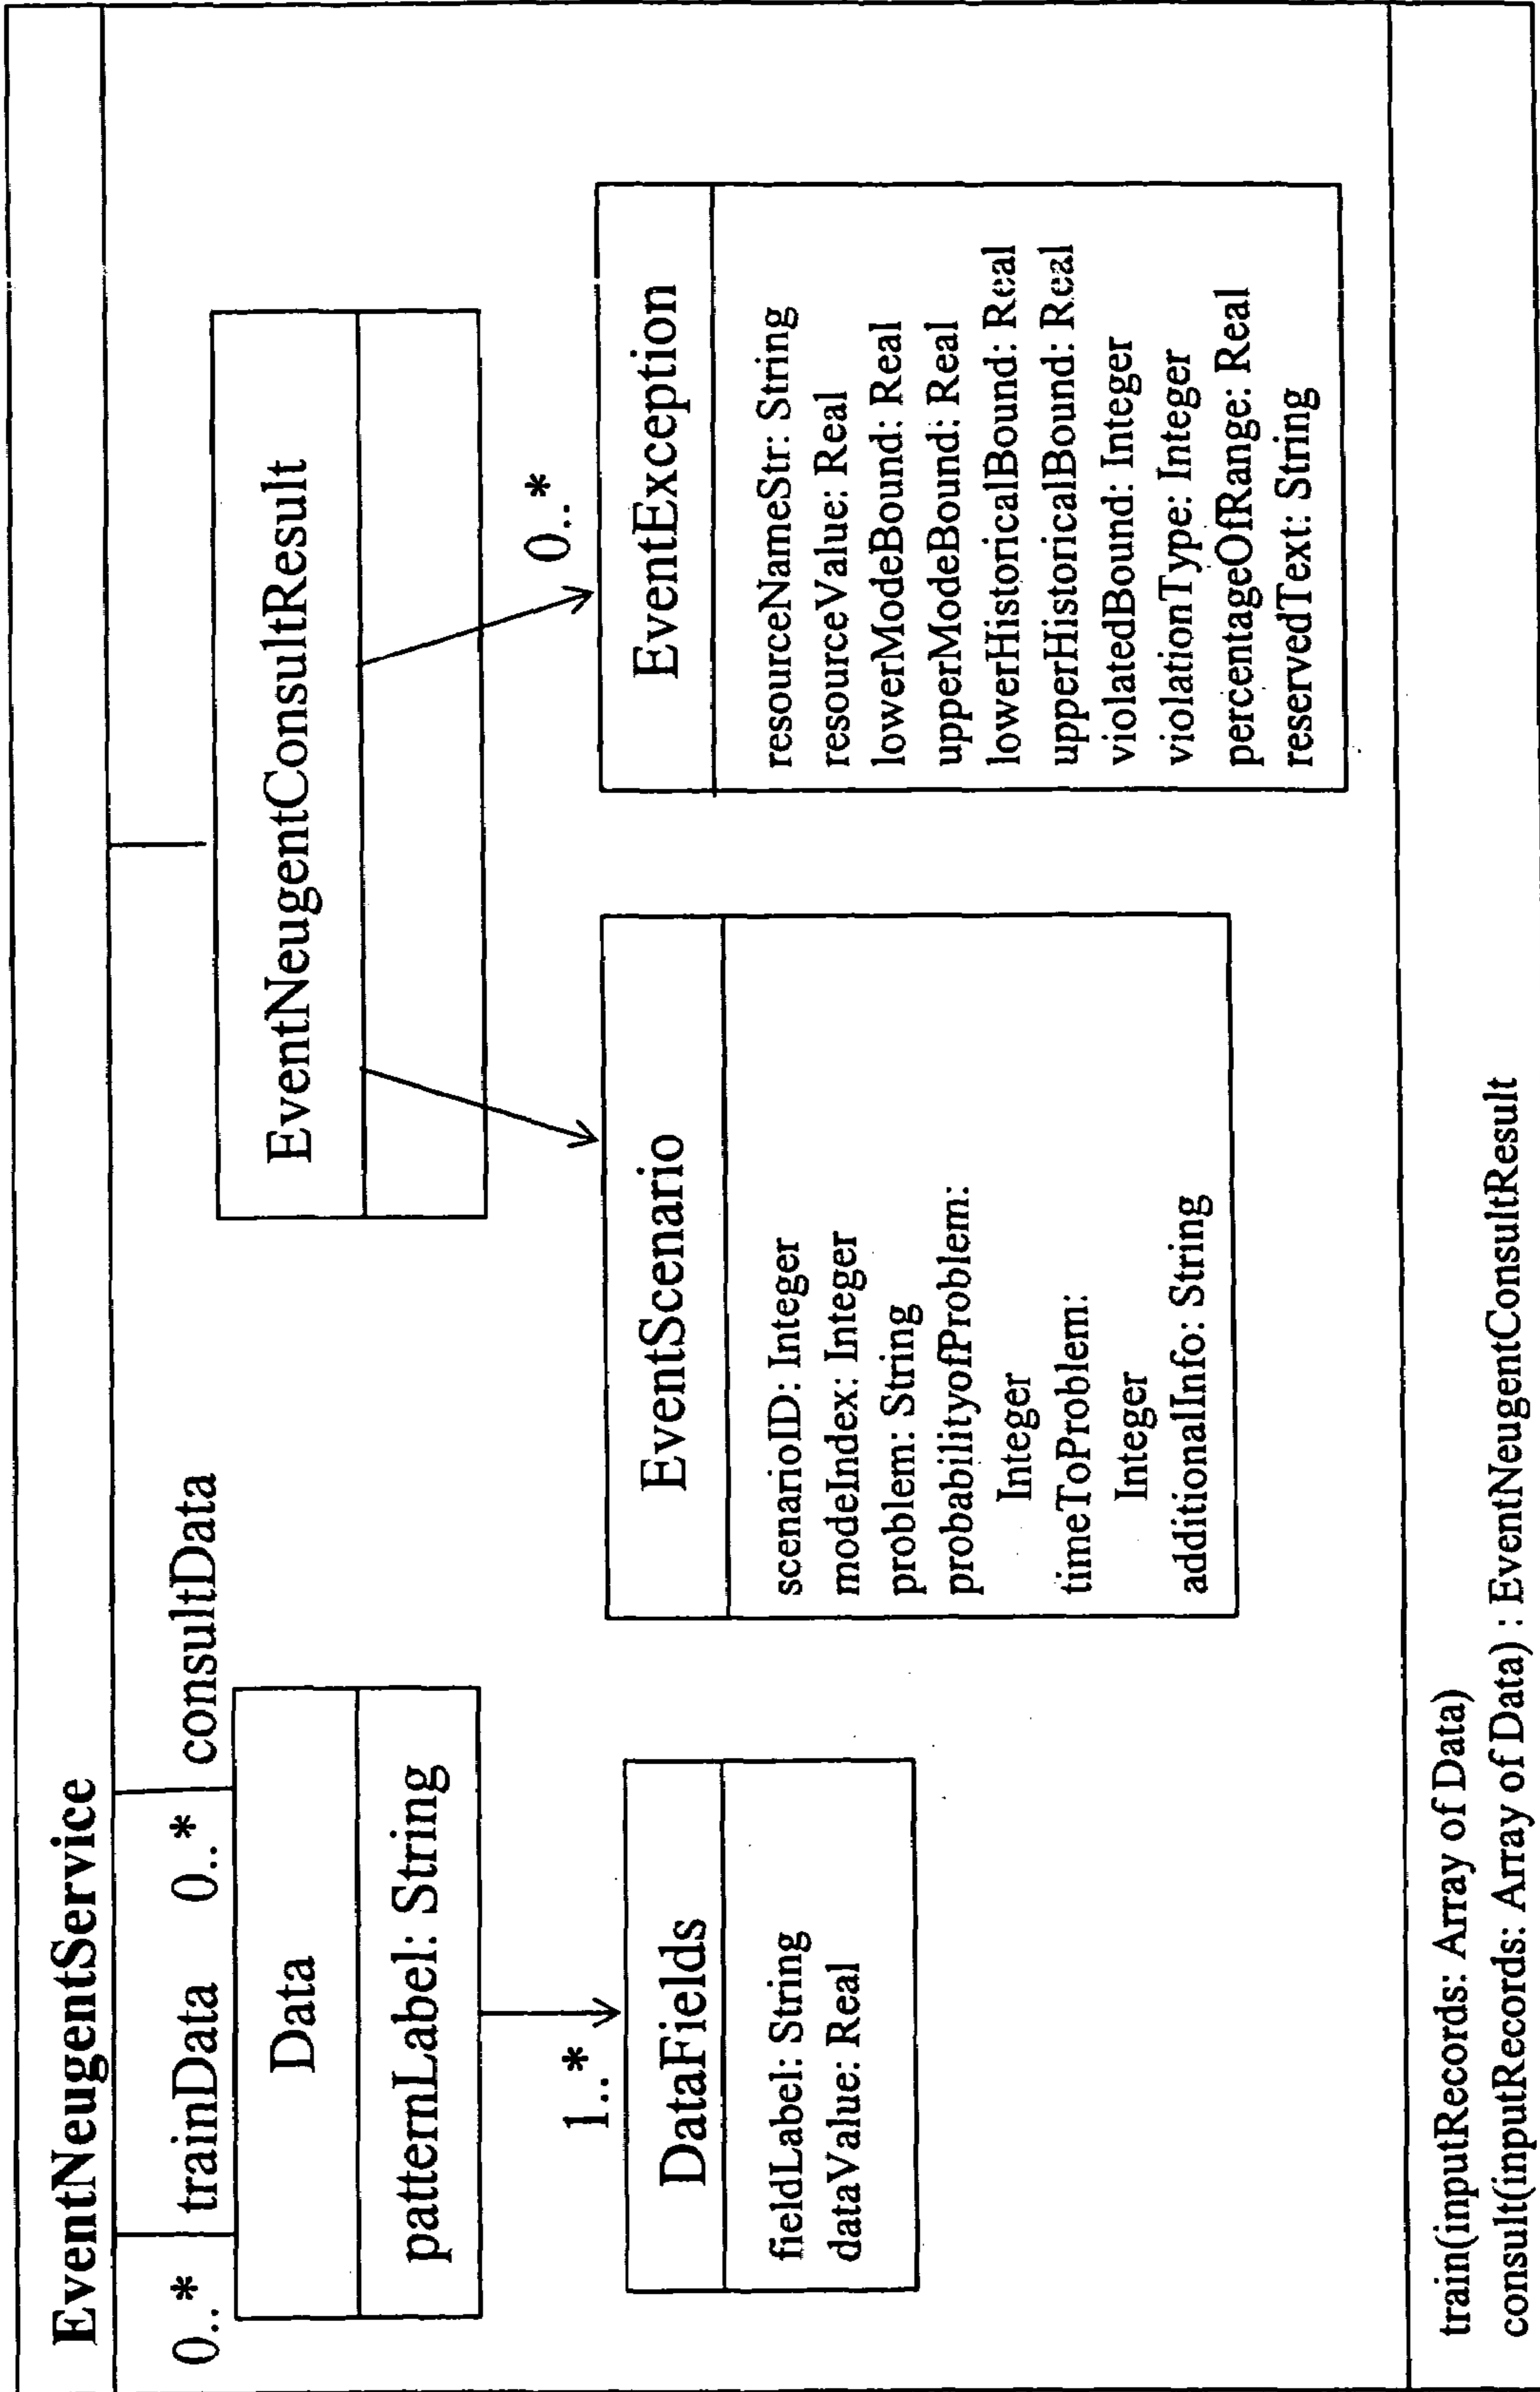 EventNeugentService
0..* trainData 0..* consultData
Data
patternLabel: String
1..*
DataFields
fieldLabel: String
dataValue: Real
EventNeugentConsultResult
EventScenario
scenarioID: Integer
modeIndex: Integer
problem: String
probabilityofProblem:
Integer
timeToProblem:
Integer
additionalInfo: String
0..*
EventException
resourceNameStr: String
resourceValue: Real
lowerModeBound: Real
upperModeBound: Real
lowerHistoricalBound: Real
upperHistoricalBound: Real
violatedBound: Integer
violationType: Integer
percentageOfRange: Real
reservedText: String
train(inputRecords: Array of Data)
consult(inputRecords: Array of Data) : EventNeugentConsultResult